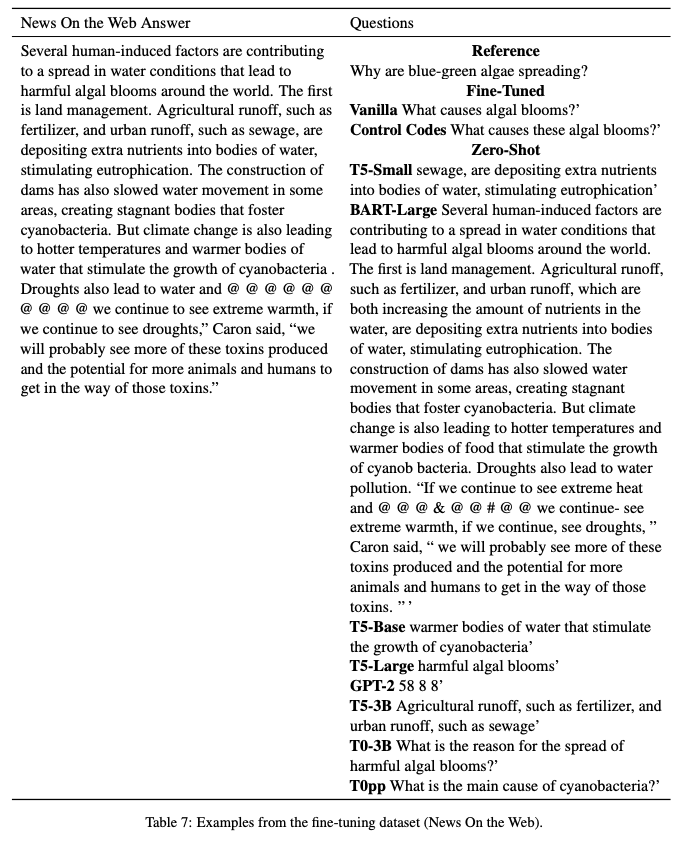 News On the Web Answer
Questions
Several human-induced factors are contributing
to a spread in water conditions that lead to
harmful algal blooms around the world. The first
is land management. Agricultural runoff, such as
fertilizer, and urban runoff, such as sewage, are
depositing extra nutrients into bodies of water,
stimulating eutrophication. The construction of
dams has also slowed water movement in some
areas, creating stagnant bodies that foster
cyanobacteria. But climate change is also leading
to hotter temperatures and warmer bodies of
water that stimulate the growth of cyanobacteria .
Droughts also lead to water and @ @ @ @ @ @
@ @ @ @ we continue to see extreme warmth, if
we continue to see droughts,” Caron said, “we
will probably see more of these toxins produced
and the potential for more animals and humans to
get in the way of those toxins.”
Reference
Why are blue-green algae spreading?
Fine-Tuned
Vanilla What causes algal blooms?’
Control Codes What causes these algal blooms?’
Zero-Shot
T5-Small sewage, are depositing extra nutrients
into bodies of water, stimulating eutrophication’
BART-Large Several human-induced factors are
contributing to a spread in water conditions that
lead to harmful algal blooms around the world.
The first is land management. Agricultural runoff,
such as fertilizer, and urban runoff, which are
both increasing the amount of nutrients in the
water, are depositing extra nutrients into bodies
of water, stimulating eutrophication. The
construction of dams has also slowed water
movement in some areas, creating stagnant
bodies that foster cyanobacteria. But climate
change is also leading to hotter temperatures and
warmer bodies of food that stimulate the growth
of cyanob bacteria. Droughts also lead to water
pollution. “If we continue to see extreme heat
and @ @ @ & @ @ # @ @ we continue- see
extreme warmth, if we continue, see droughts, ”
Caron said, “ we will probably see more of these
toxins produced and the potential for more
animals and humans to get in the way of those
toxins. ” ’
T5-Base warmer bodies of water that stimulate
the growth of cyanobacteria’
T5-Large harmful algal blooms’
GPT-2 58 8 8’
T5-3B Agricultural runoff, such as fertilizer, and
urban runoff, such as sewage’
T0-3B What is the reason for the spread of
harmful algal blooms?’
T0pp What is the main cause of cyanobacteria?’
Table 7: Examples from the fine-tuning dataset (News On the Web).